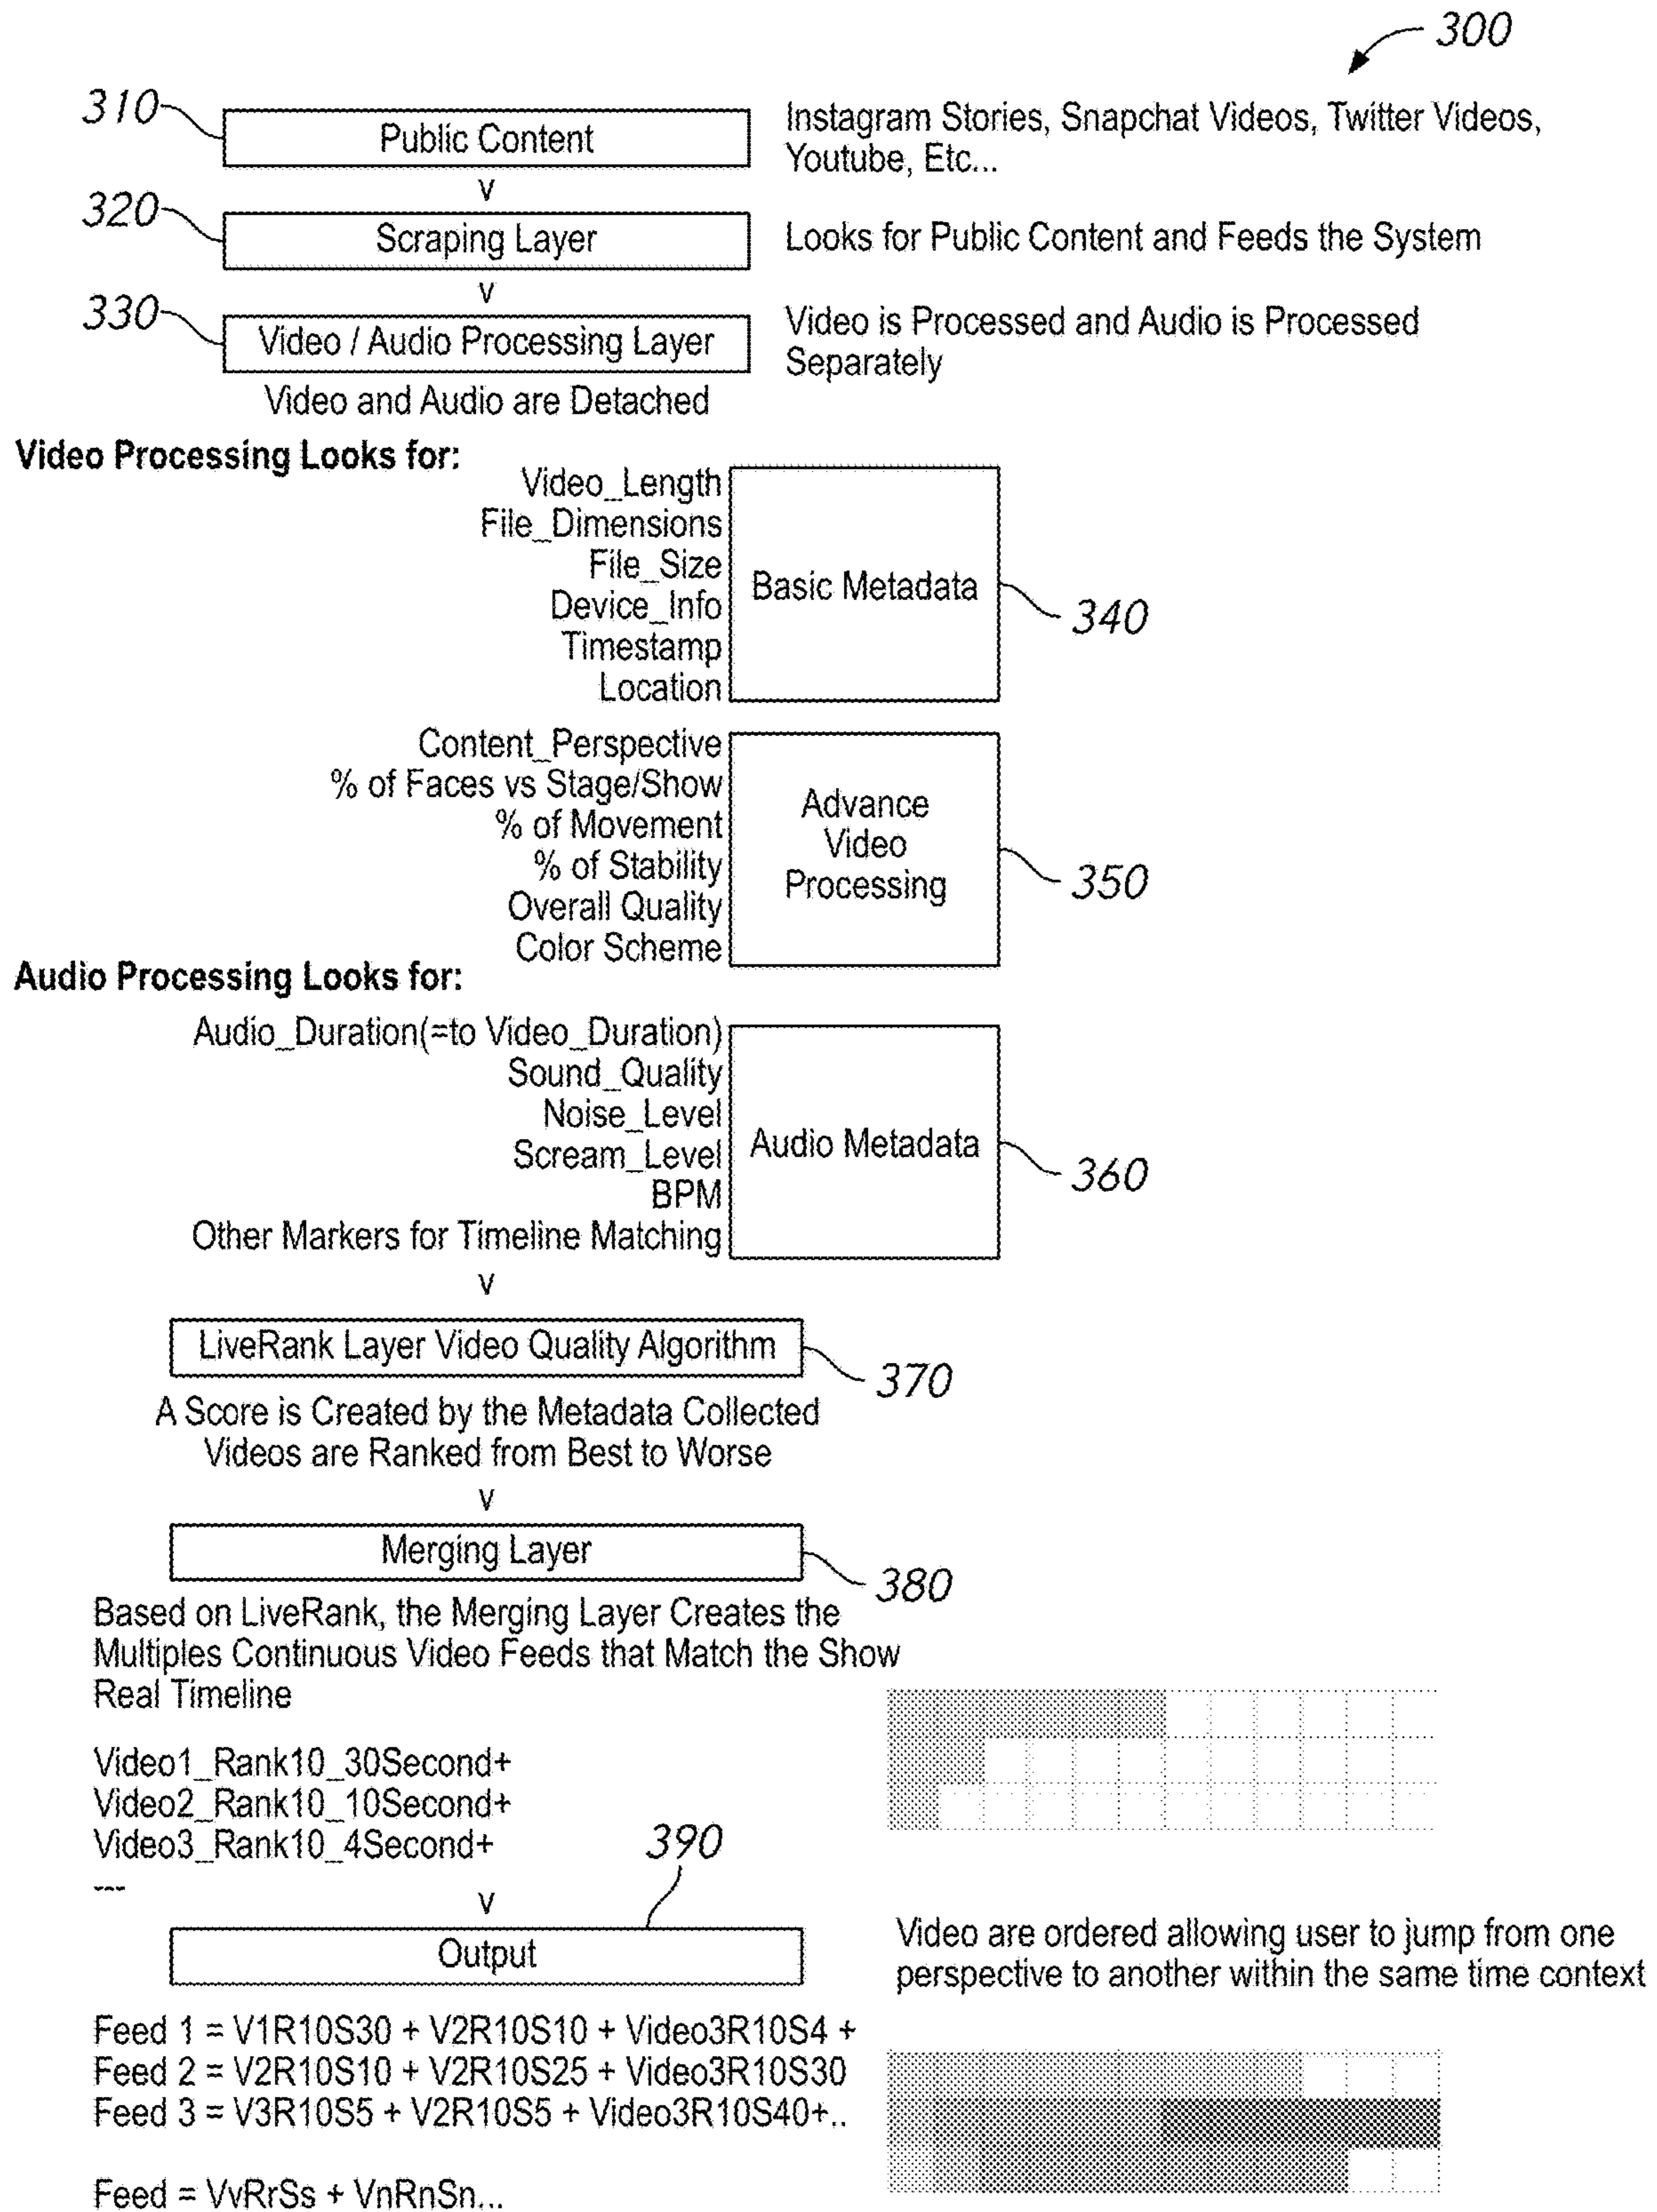 300
310
Public Content
Instagram Stories, Snapchat Videos, Twitter Videos,
Youtube, Etc...
v
320
Scraping Layer
Looks for Public Content and Feeds the System
v
330
Video / Audio Processing Layer
Video is Processed and Audio is Processed
Separately
Video and Audio are Detached
Video Processing Looks for:
Video_Length
File_Dimensions
File_Size
Device_Info
Timestamp
Location
Basic Metadata
340
Content_Perspective
% of Faces vs Stage/Show
% of Movement
% of Stability
Overall Quality
Color Scheme
Advance
Video
Processing
350
Audio Processing Looks for:
Audio_Duration(=to Video_Duration)
Sound_Quality
Noise_Level
Scream_Level
BPM
Other Markers for Timeline Matching
Audio Metadata
360
v
LiveRank Layer Video Quality Algorithm
370
A Score is Created by the Metadata Collected
Videos are Ranked from Best to Worse
v
Merging Layer
380
Based on LiveRank, the Merging Layer Creates the
Multiples Continuous Video Feeds that Match the Show
Real Timeline
Video1_Rank10_30Second+
Video2_Rank10_10Second+
Video3_Rank10_4Second+
---
v
390
Output
Video are ordered allowing user to jump from one
perspective to another within the same time context
Feed 1 = V1R10S30 + V2R10S10 + Video3R10S4 +
Feed 2 = V2R10S10 + V2R10S25 + Video3R10S30
Feed 3 = V3R10S5 + V2R10S5 + Video3R10S40+..
Feed = VvRrSs + VnRnSn...